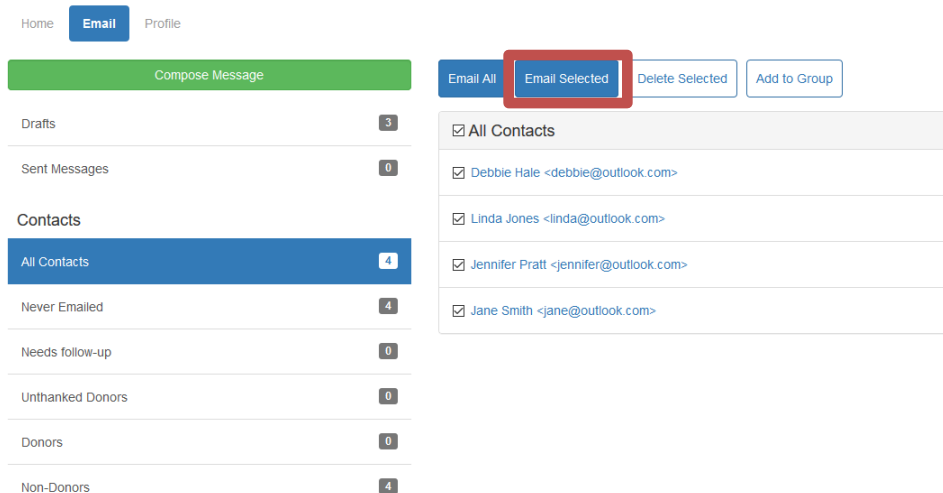 Home Email Profile
Compose Message
Drafts 3
Sent Messages 0
Contacts
All Contacts 4
Never Emailed 4
Needs follow-up 0
Unthanked Donors 0
Donors 0
Non-Donors 4
Email All Email Selected Delete Selected Add to Group
All Contacts
Debbie Hale <debbie@outlook.com>
Linda Jones <linda@outlook.com>
Jennifer Pratt <jennifer@outlook.com>
Jane Smith <jane@outlook.com>